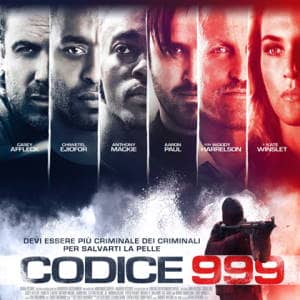 CASEY AFFLECK
CHIWETEL EJIOFOR
ANTHONY MACKIE
AARON PAUL
WOODY HARRELSON
KATE WINSLET
DEVI ESSERE PIÙ CRIMINALE DEI CRIMINALI
PER SALVARTI LA PELLE
CODICE 999